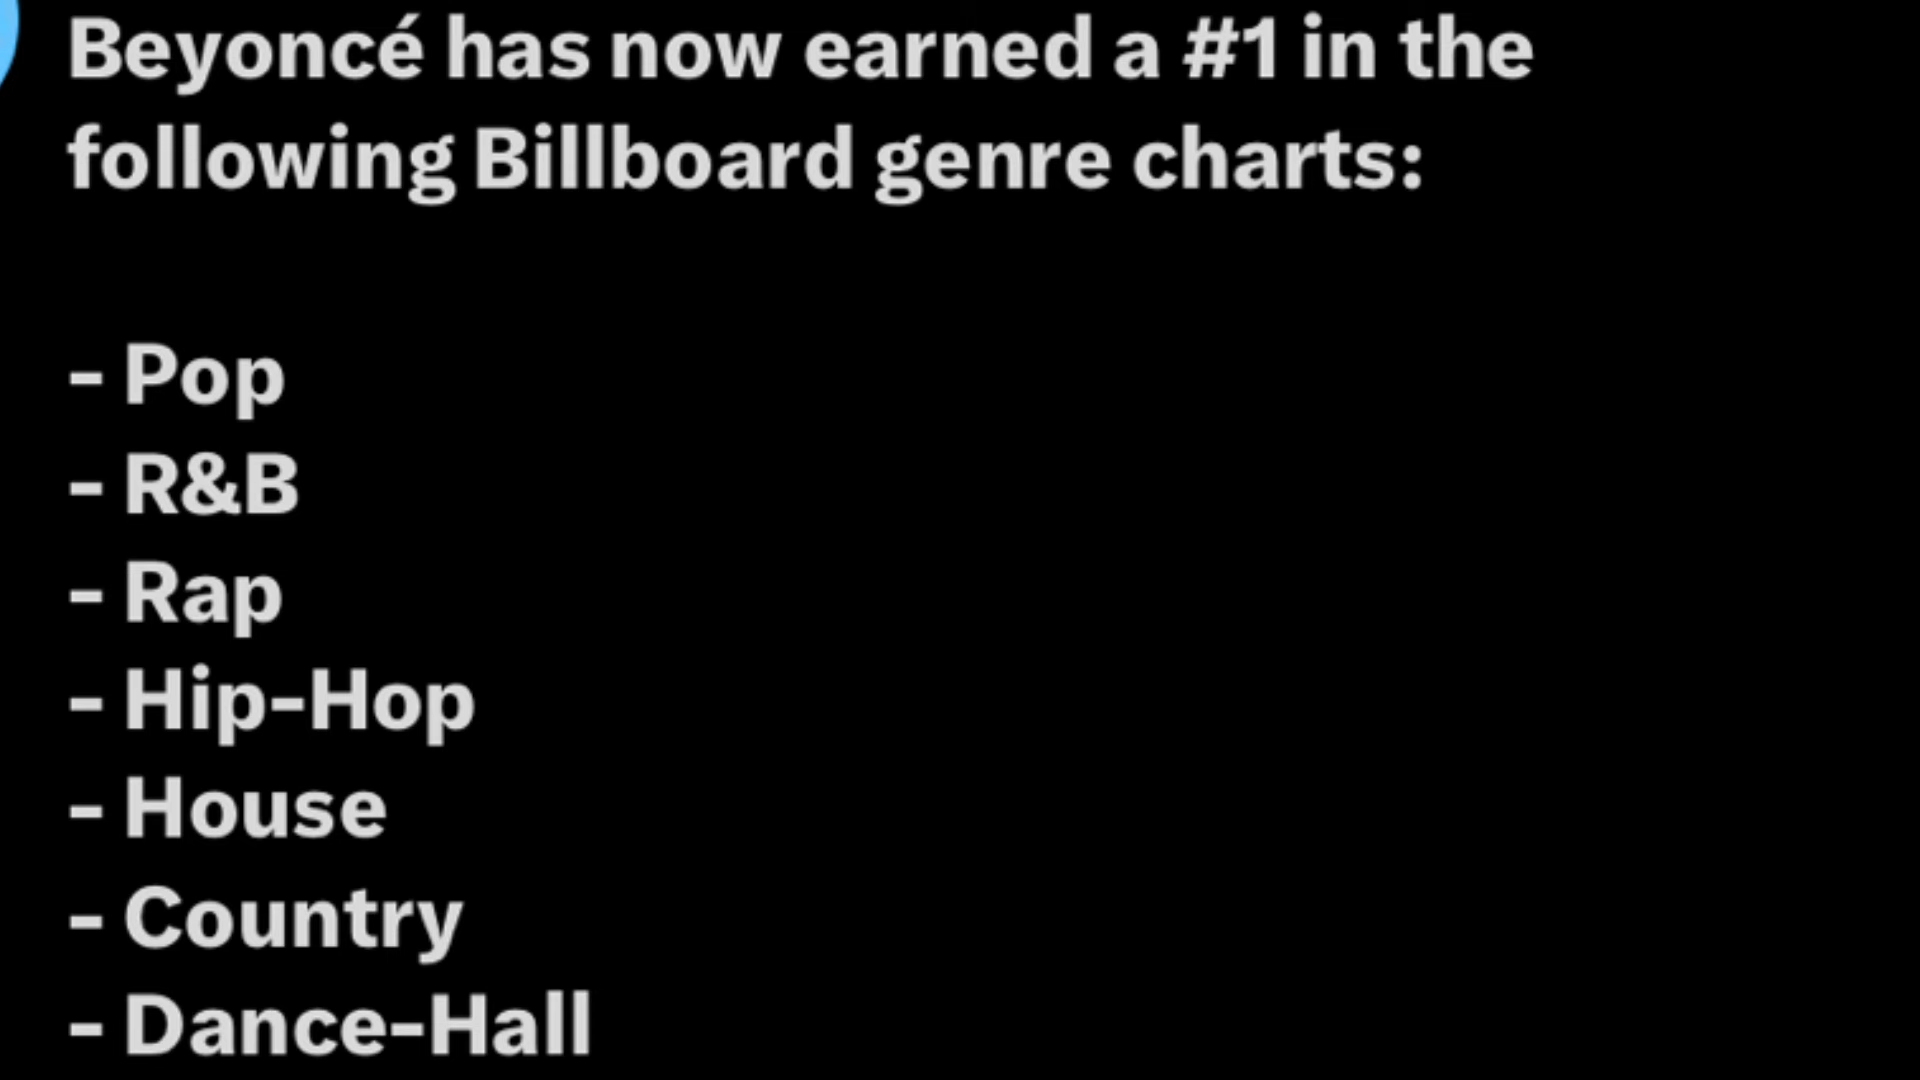 Beyoncé has now earned a #1 in the
following Billboard genre charts:
- Pop
- R&B
- Rap
- Hip-Hop
- House
- Country
- Dance-Hall